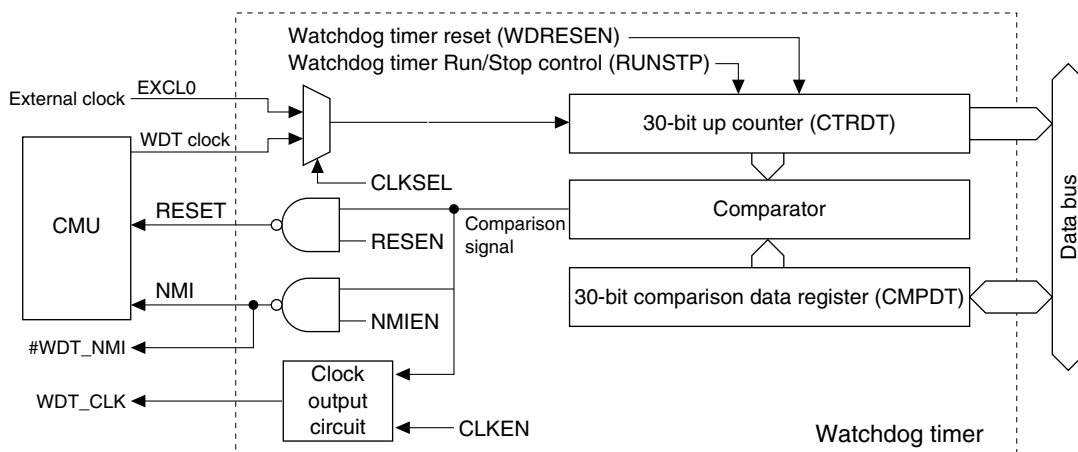 Watchdog timer reset (WDRESEN)
Watchdog timer Run/Stop control (RUNSTP)
External clock
EXCL0
WDT clock
30-bit up counter (CTRDT)
CLKSEL
CMU
RESET
RESEN
Comparison
signal
Comparator
Data bus
NMI
NMIEN
30-bit comparison data register (CMPDT)
#WDT_NMI
WDT_CLK
Clock
output
circuit
CLKEN
Watchdog timer